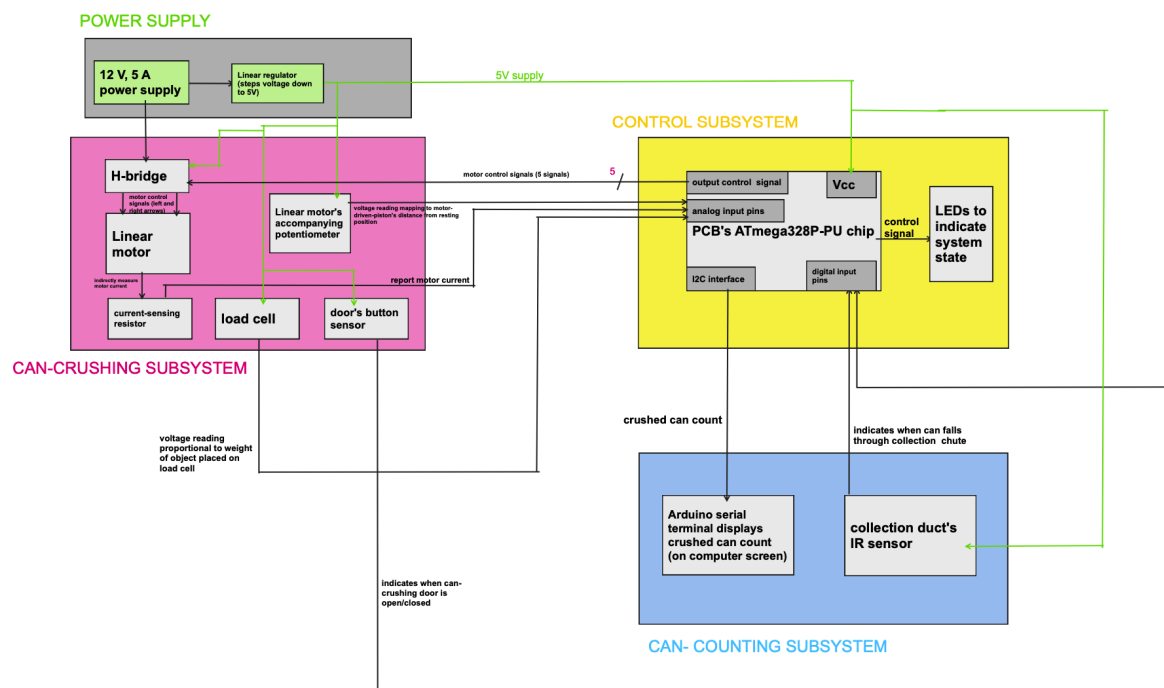 POWER SUPPLY
12 V, 5 A
power supply
Linear regulator
(steps voltage down
to 5V)
5V supply
CONTROL SUBSYSTEM
H-bridge
motor control
signals (left and
right arrows)
Linear
motor
indirectly measure
motor current
current-sensing
resistor
Linear motor's
accompanying
potentiometer
load cell
door's button
sensor
CAN-CRUSHING SUBSYSTEM
motor control signals (5 signals)
5
voltage reading mapping to motor-
driven-piston's distance from resting
position
report motor current
output control signal
Vcc
analog input pins
PCB's ATmega328P-PU chip
I2C interface
digital input
pins
control
signal
LEDs to
indicate
system
state
voltage reading
proportional to weight
of object placed on
load cell
indicates when can-
crushing door is
open/closed
crushed can count
indicates when can falls
through collection chute
Arduino serial
terminal displays
crushed can count
(on computer screen)
collection duct's
IR sensor
CAN- COUNTING SUBSYSTEM